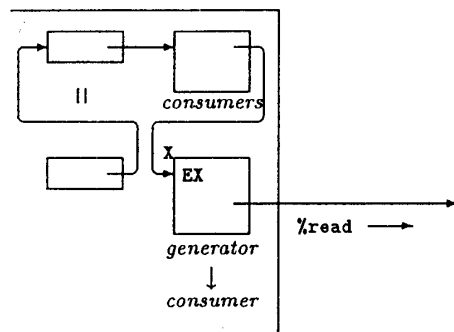 ||
consumers
X
EX
%read →
generator
↓
consumer